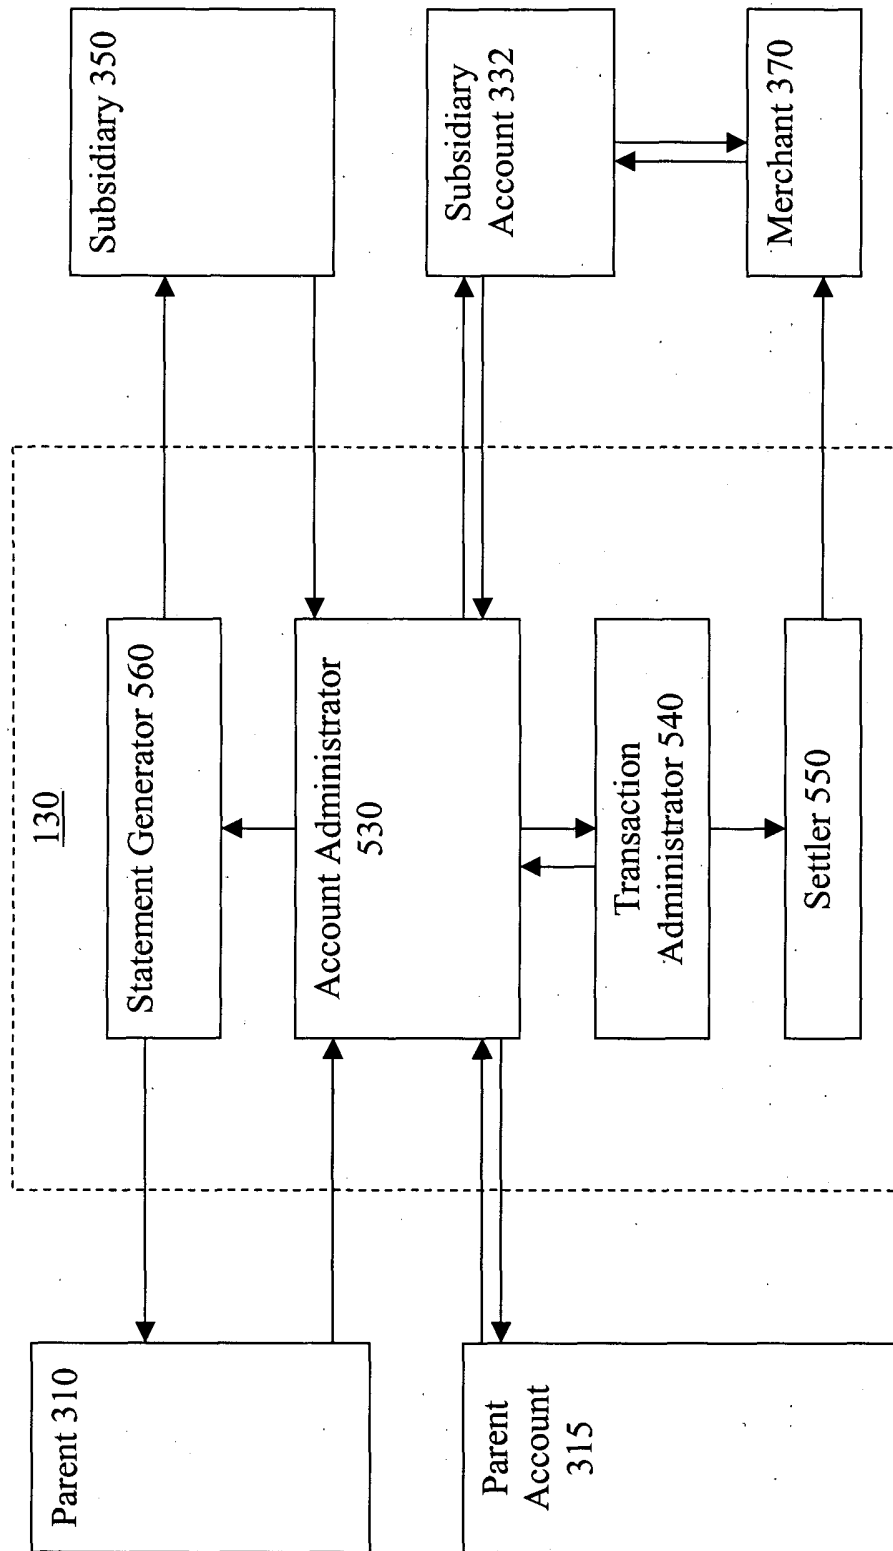 130
Parent 310
Statement Generator 560
Subsidiary 350
Parent
Account
315
Account Administrator
530
Subsidiary
Account 332
Transaction
Administrator 540
Settler 550
Merchant 370